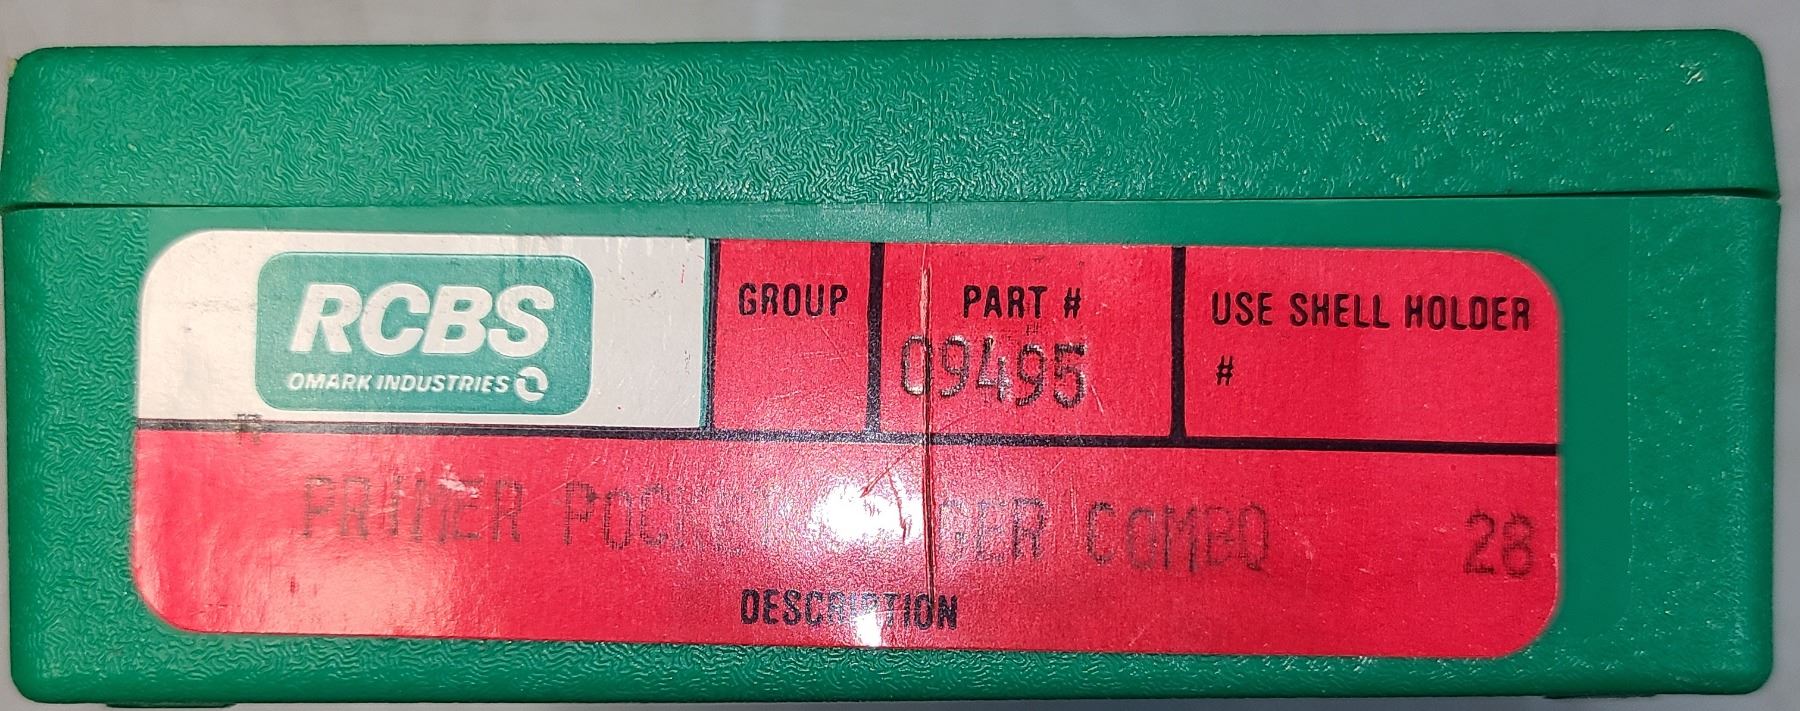 RCBS
OMARK INDUSTRIES
GROUP
PART #
09495
USE SHELL HOLDER
#
PRIMER COMBO 28
DESCRIPTION